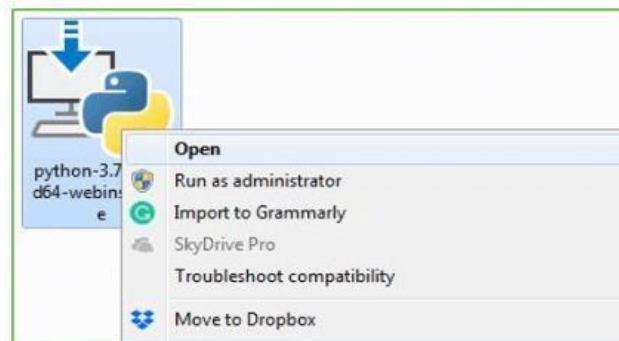 python-3.7
d64-webins
e
Open
Run as administrator
Import to Grammarly
SkyDrive Pro
Troubleshoot compatibility
Move to Dropbox